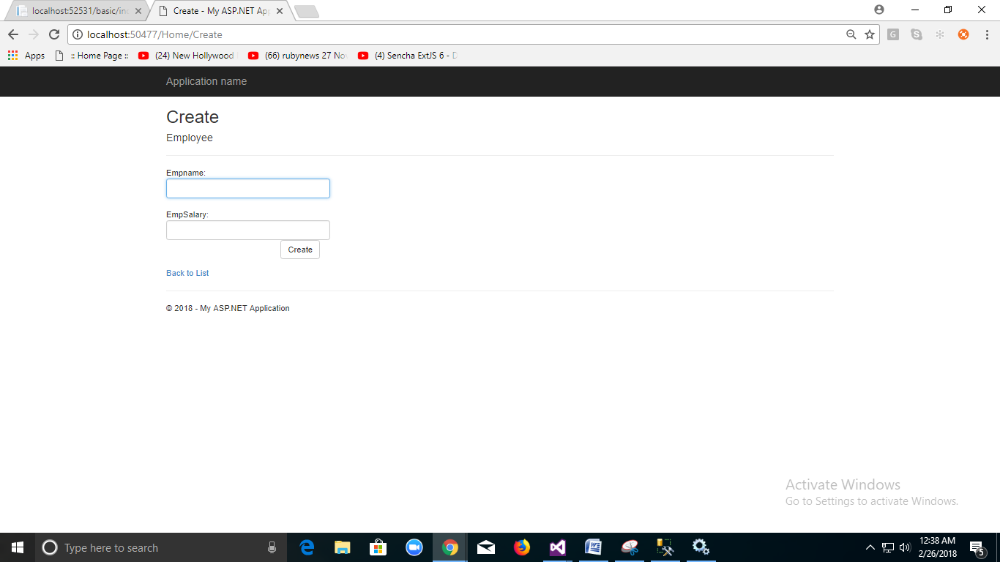 localhost:52531/basic/in
Create - My ASP.NET Ap
localhost:50477/Home/Create
Apps
:: Home Page ::
(24) New Hollywood
(66) rubynews 27 No
(4) Sencha ExtJS 6 - D
Application name
Create
Employee
Empname:
EmpSalary:
Create
Back to List
© 2018 - My ASP.NET Application
Activate Windows
Go to Settings to activate Windows.
Type here to search
12:38 AM
2/26/2018
5